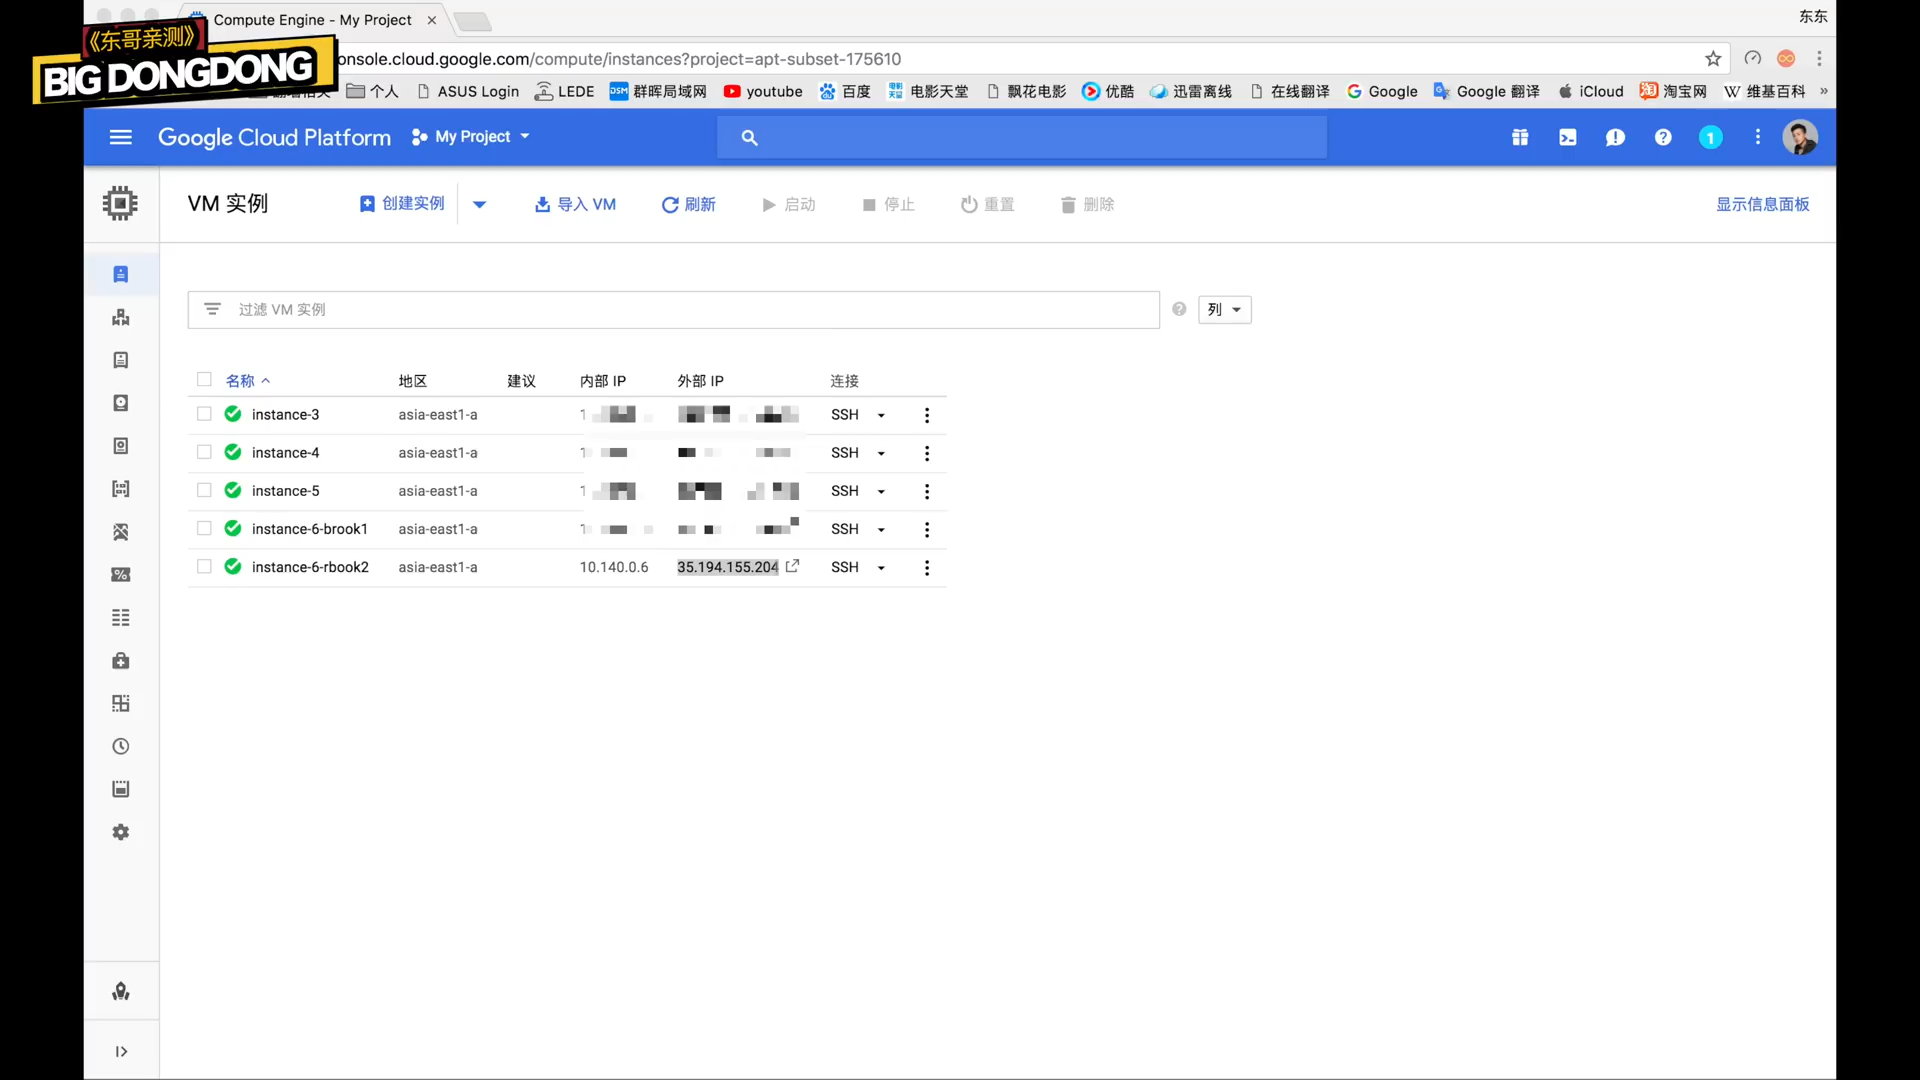 Compute Engine - My Project
东东
《东哥亲测》
BIG DONGDONG
onsole.cloud.google.com/compute/instances?project=apt-subset-175610
个人 ASUS Login LEDE DSM 群晖局域网 youtube 百度 电影天堂 飘花电影 优酷 迅雷离线 在线翻译 Google Google 翻译 iCloud 淘宝网 维基百科 »
Google Cloud Platform My Project 1
VM 实例 创建实例 导入 VM 刷新 启动 停止 重置 删除 显示信息面板
过滤 VM 实例 列
名称 地区 建议 内部 IP 外部 IP 连接
instance-3 asia-east1-a 1 SSH
instance-4 asia-east1-a 1 SSH
instance-5 asia-east1-a 1 SSH
instance-6-brook1 asia-east1-a 1 SSH
instance-6-rbook2 asia-east1-a 10.140.0.6 35.194.155.204 SSH